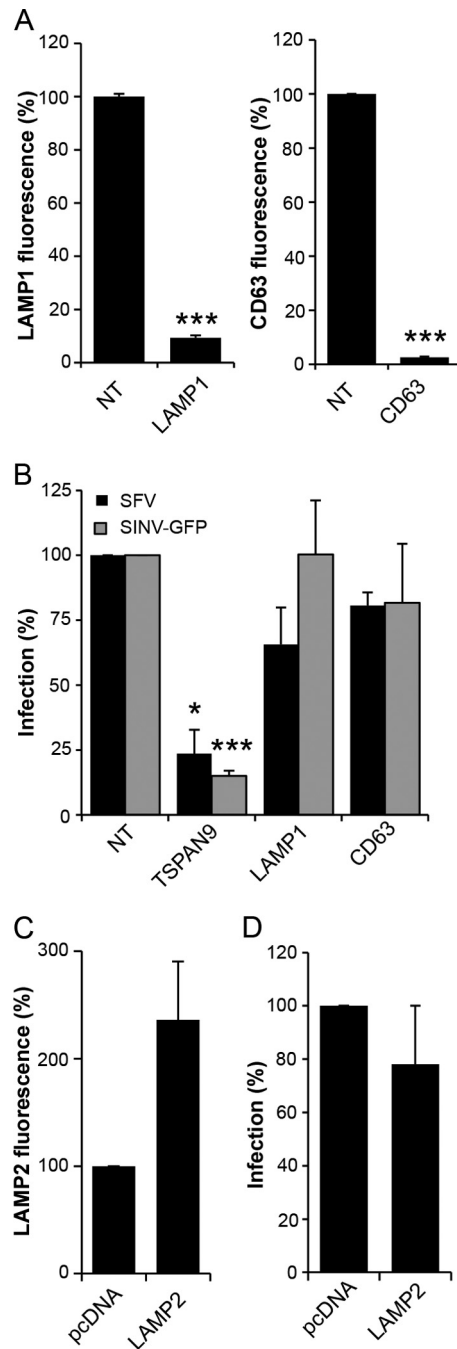 A
LAMP1 fluorescence (%)
120
100
80
60
40
20
0
***
NT
LAMP1
CD63 fluorescence (%)
120
100
80
60
40
20
0
***
NT
CD63
B
Infection (%)
125
100
75
50
25
0
SFV
SINV-GFP
*
***
NT
TSPAN9
LAMP1
CD63
C
LAMP2 fluorescence (%)
300
200
100
0
pcDNA
LAMP2
D
Infection (%)
120
100
80
60
40
20
0
pcDNA
LAMP2